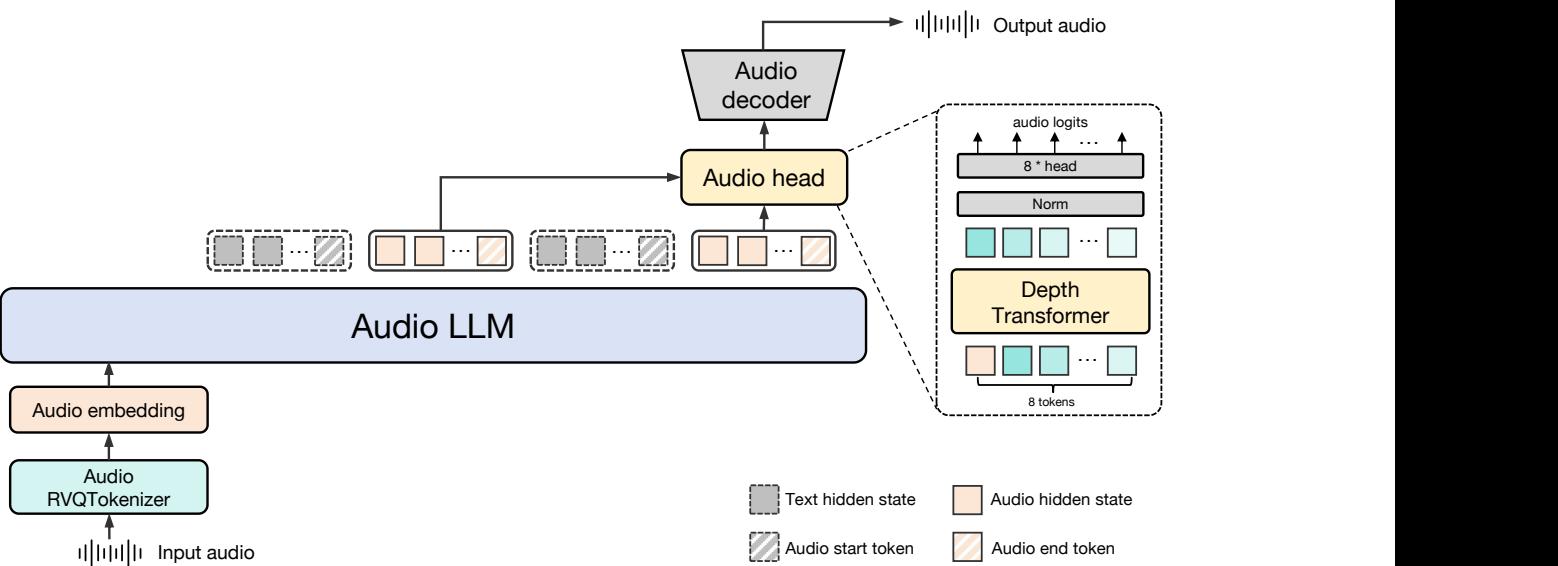 Output audio
Audio
decoder
audio logits
...
8 * head
Audio head
Norm
...
...
...
...
...
Depth
Transformer
Audio LLM
...
8 tokens
Audio embedding
Audio
RVQTokenizer
Text hidden state
Audio hidden state
Input audio
Audio start token
Audio end token